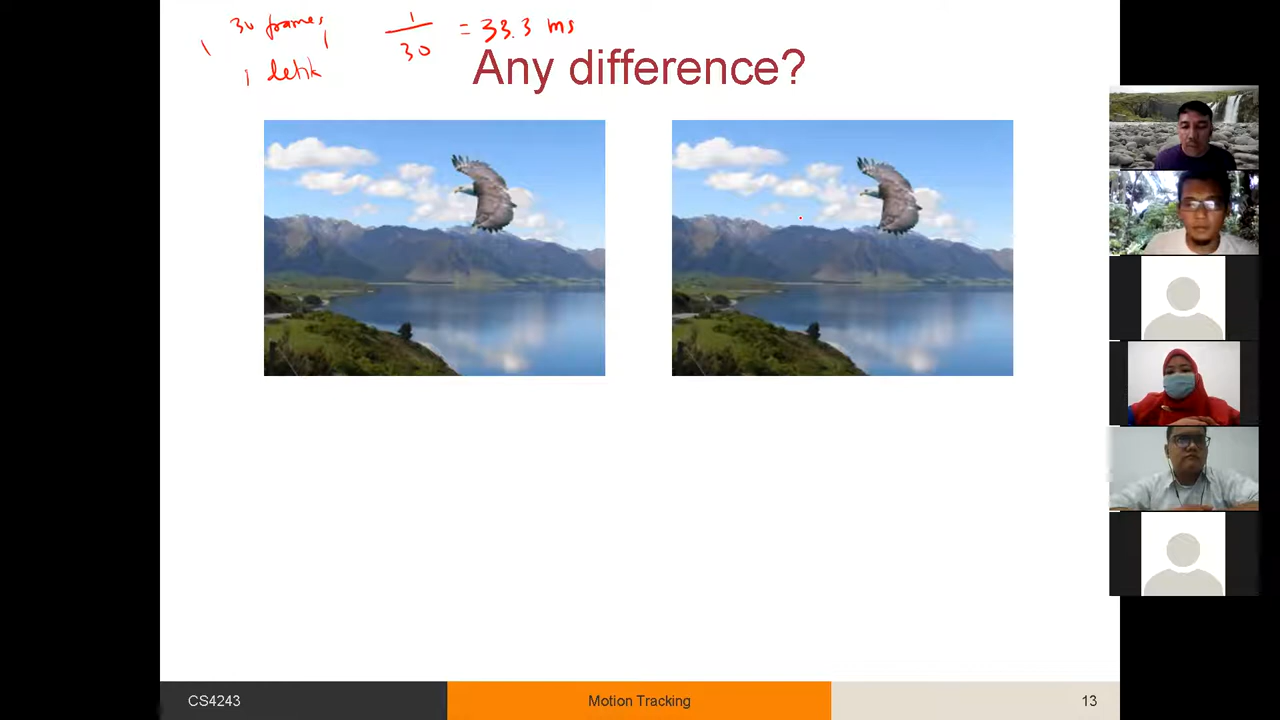 30 frames
1 detik
1
30
= 33.3 ms
Any difference?
CS4243
Motion Tracking
13